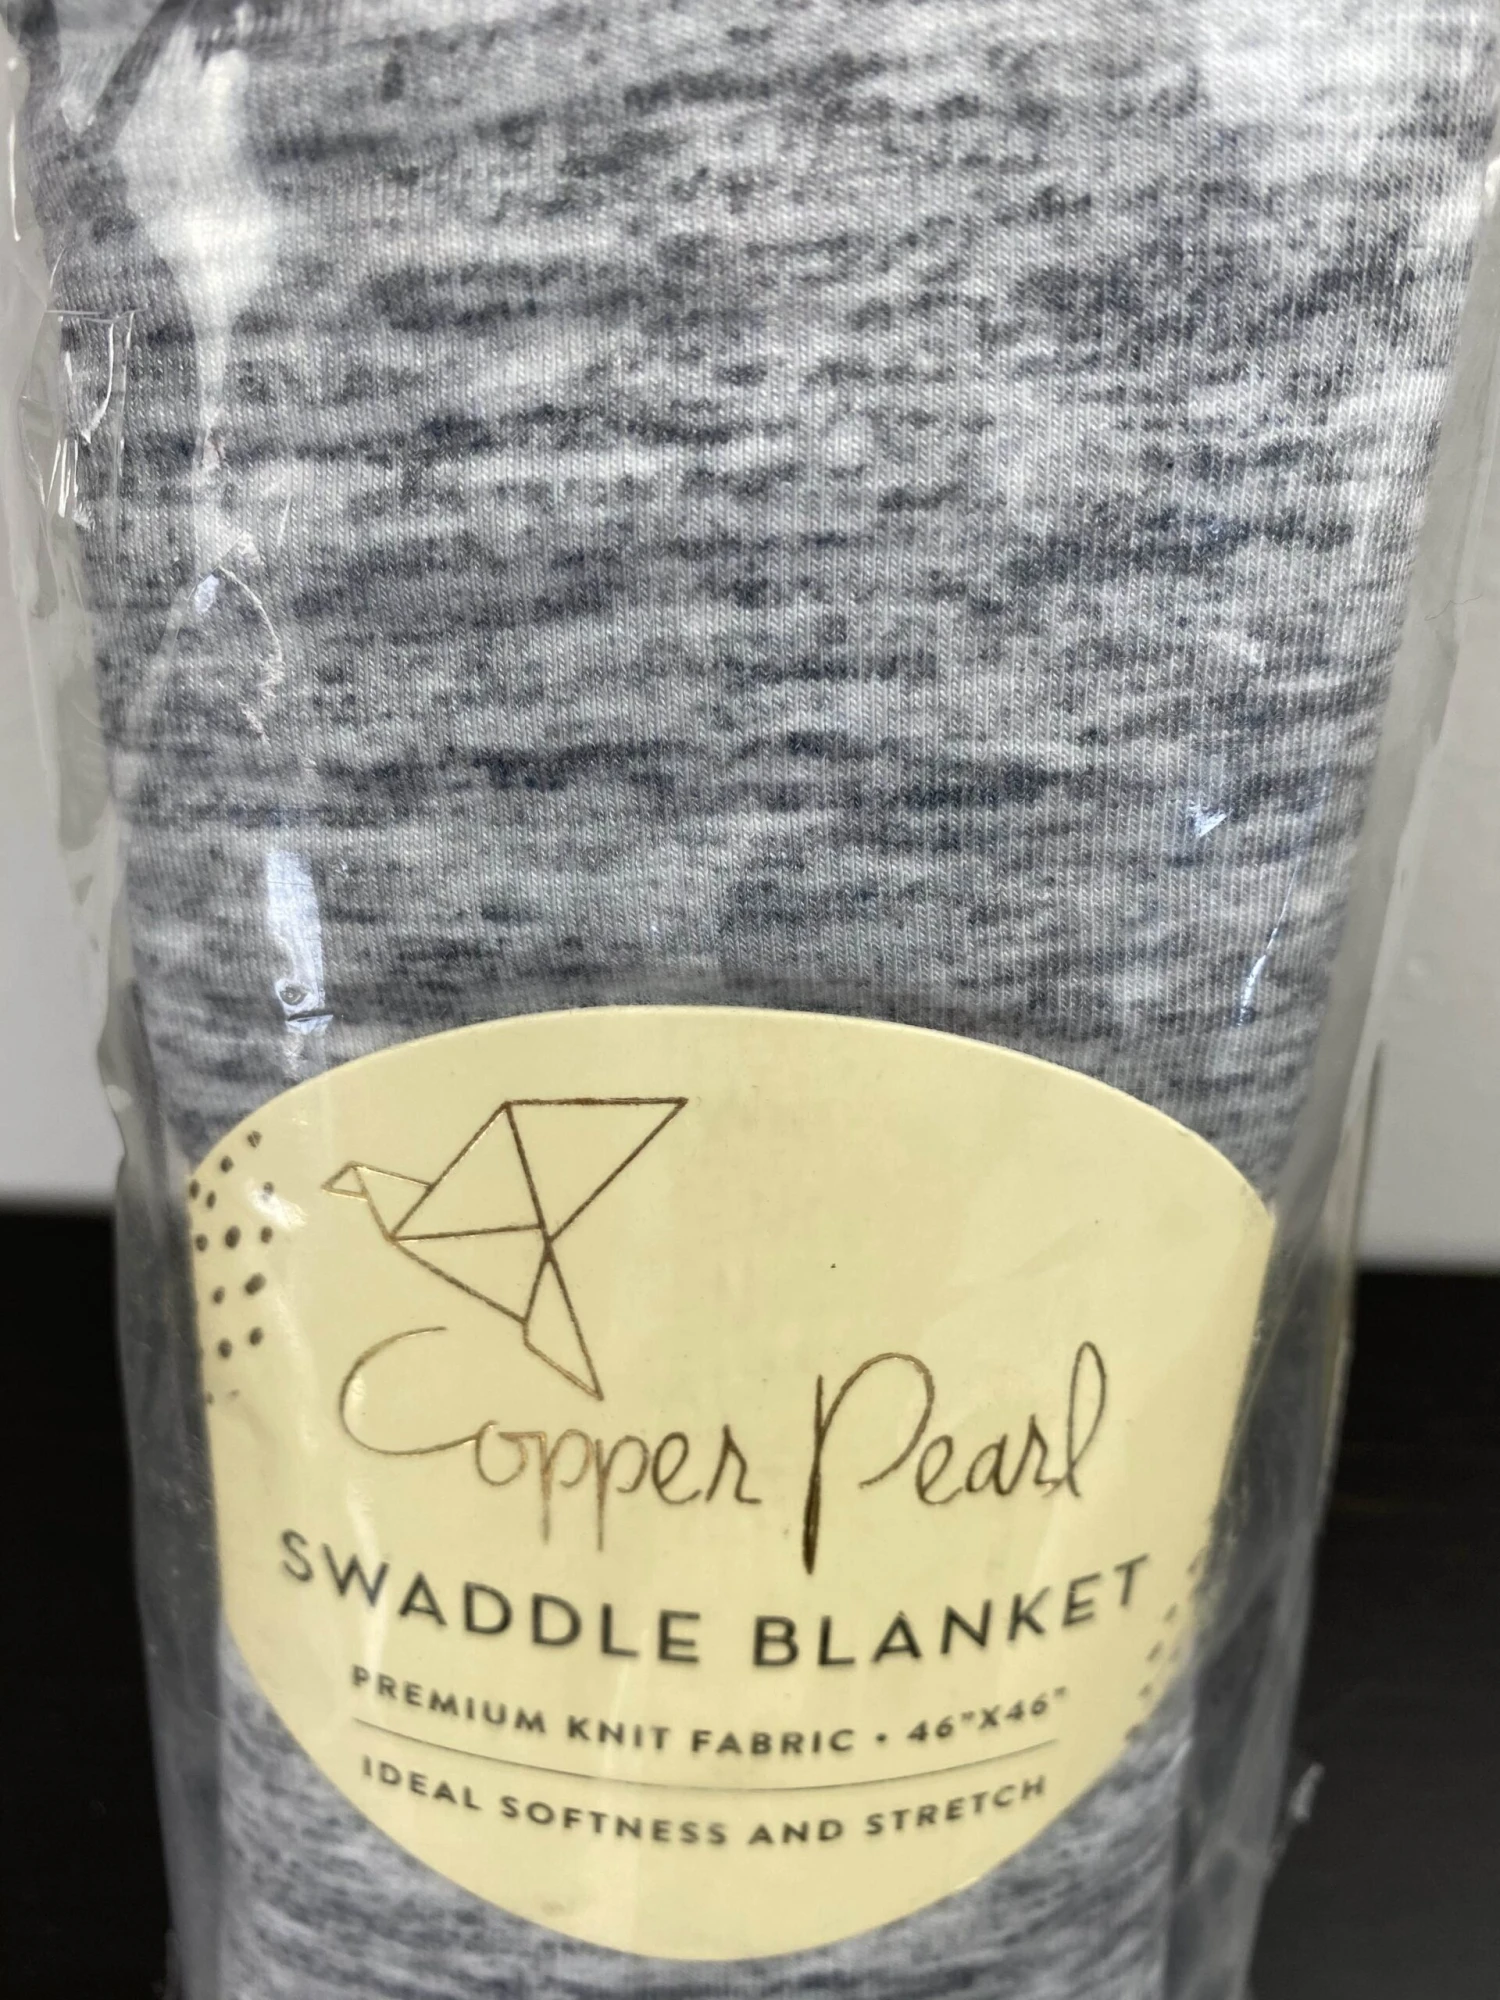 Copper Pearl
SWADDLE BLANKET
PREMIUM KNIT FABRIC • 46”X46”
IDEAL SOFTNESS AND STRETCH